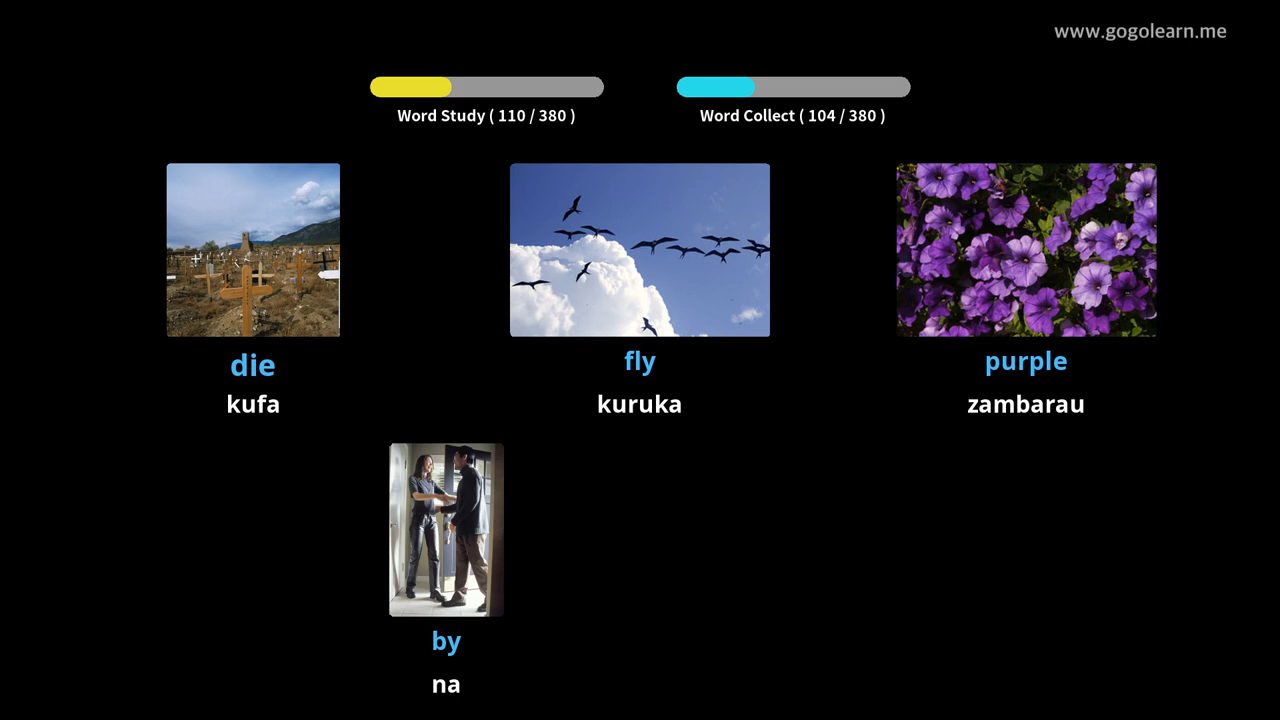 www.gogolearn.me
Word Study ( 110 / 380 )
Word Collect ( 104 / 380 )
die
kufa
fly
kuruka
purple
zambarau
by
na